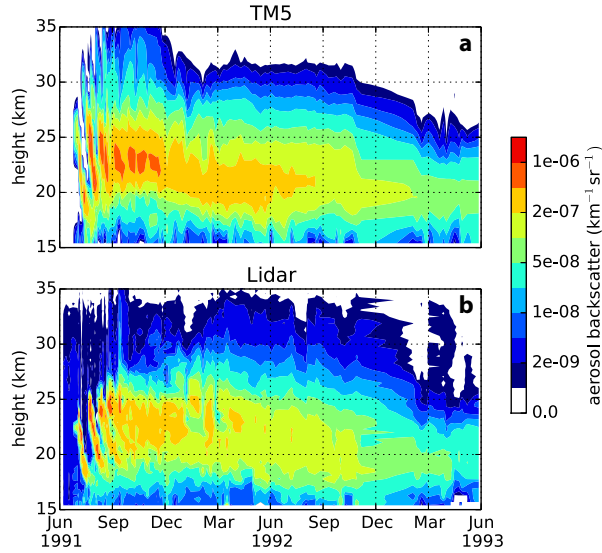 TM5
a
35
30
25
20
15
height (km)
Lidar
b
35
30
25
20
15
height (km)
Jun Sep Dec Mar Jun Sep Dec Mar Jun
1991 1992 1993
1e-06
2e-07
5e-08
1e-08
2e-09
0.0
aerosol backscatter (km⁻¹ sr⁻¹)